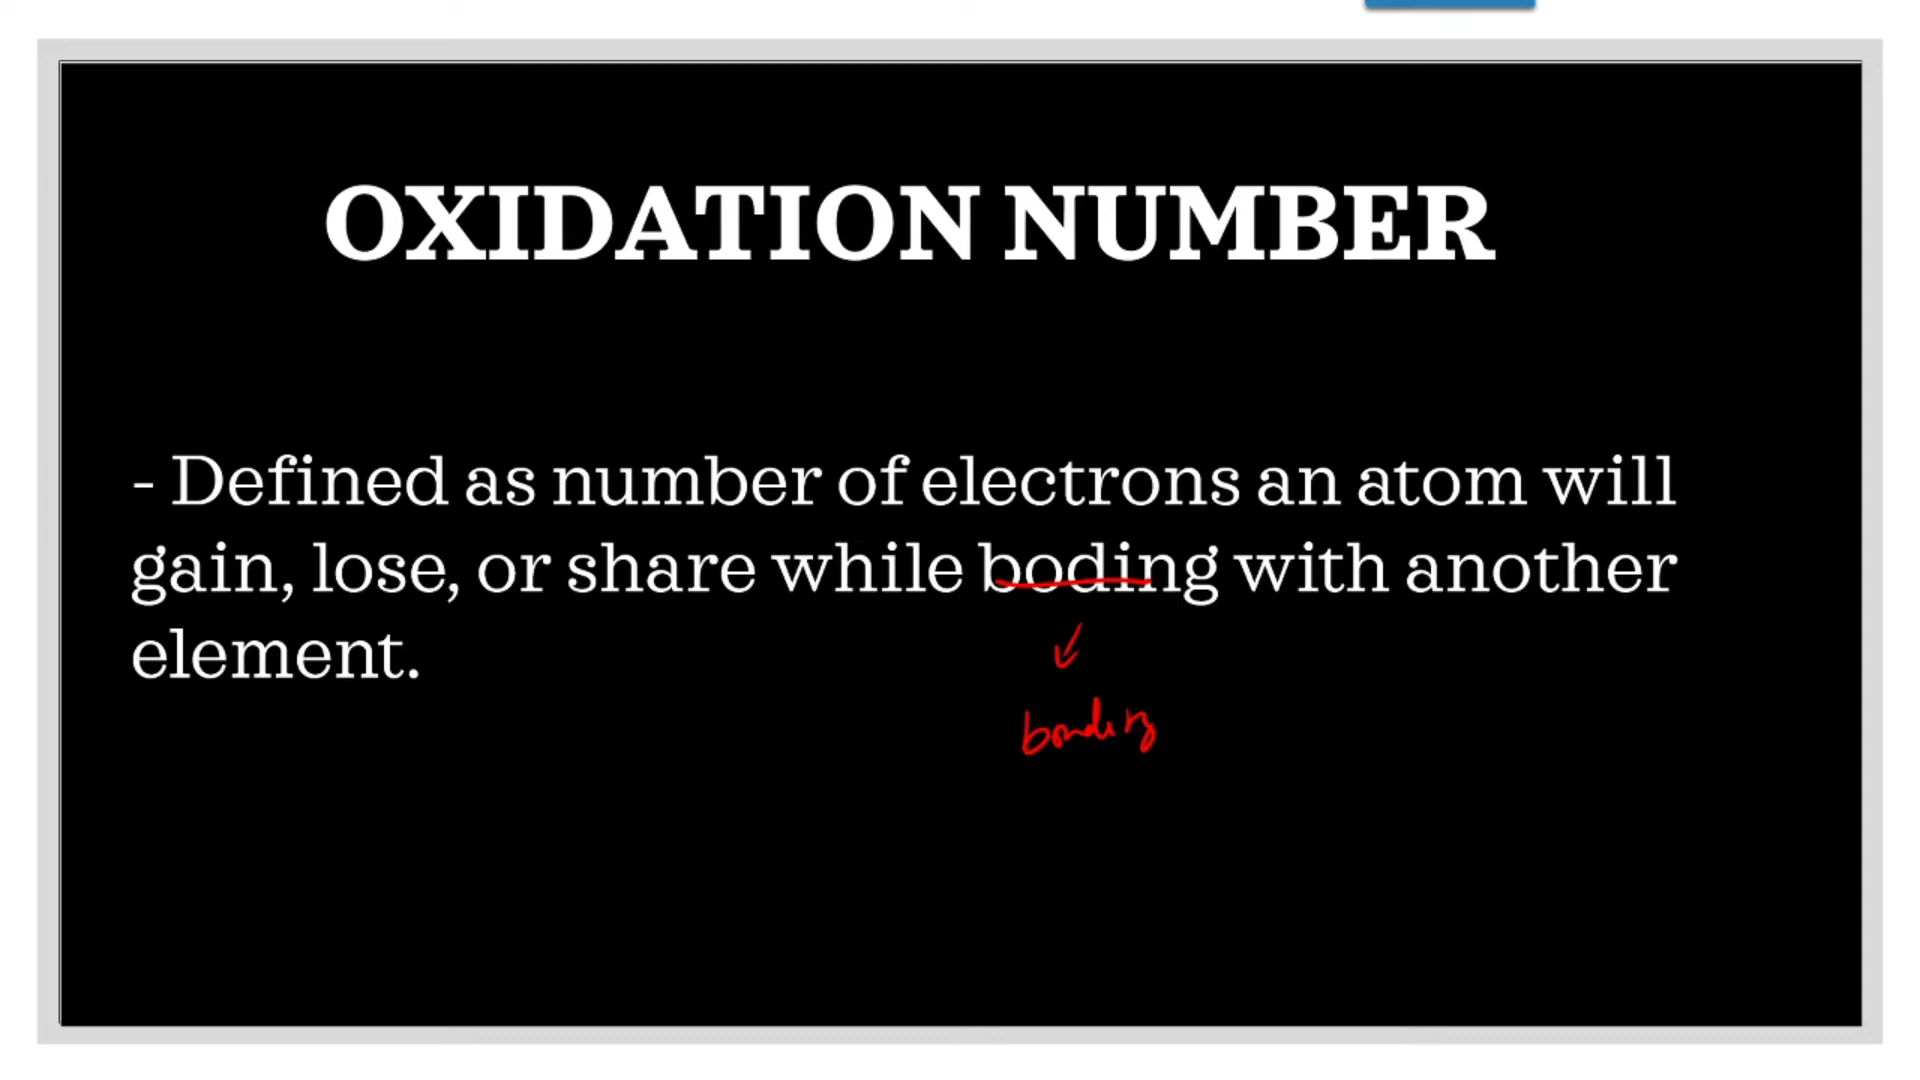 OXIDATION NUMBER
- Defined as number of electrons an atom will
gain, lose, or share while boding with another
element.
bonding